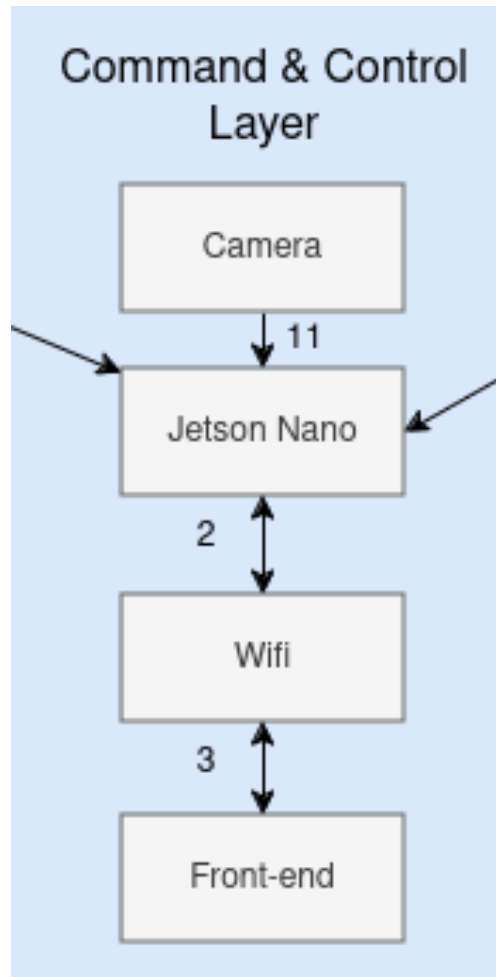 Command & Control
Layer
Camera
11
Jetson Nano
2
Wifi
3
Front-end